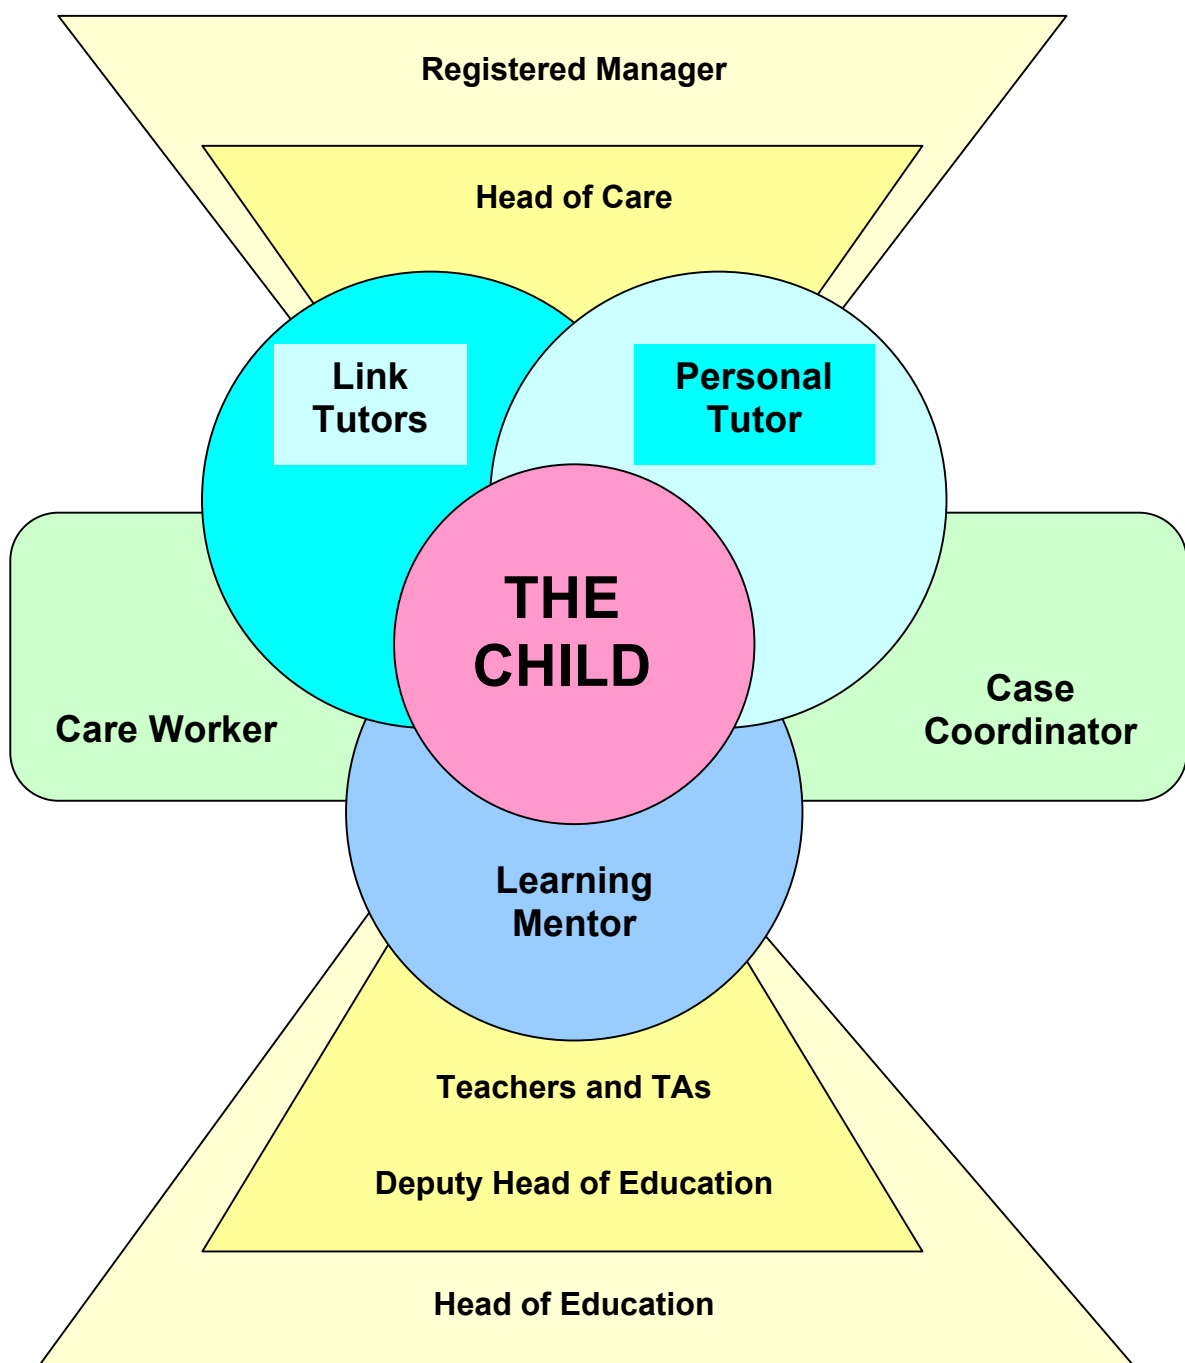 Registered Manager
Head of Care
Link
Tutors
Personal
Tutor
THE
CHILD
Care Worker
Case
Coordinator
Learning
Mentor
Teachers and TAs
Deputy Head of Education
Head of Education